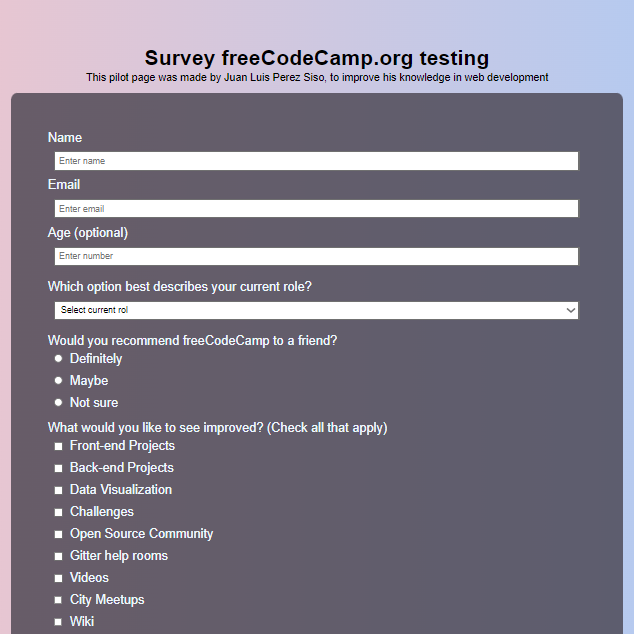 Survey freeCodeCamp.org testing
This pilot page was made by Juan Luis Perez Siso, to improve his knowledge in web development
Name
Enter name
Email
Enter email
Age (optional)
Enter number
Which option best describes your current role?
Select current rol
Would you recommend freeCodeCamp to a friend?
Definitely
Maybe
Not sure
What would you like to see improved? (Check all that apply)
Front-end Projects
Back-end Projects
Data Visualization
Challenges
Open Source Community
Gitter help rooms
Videos
City Meetups
Wiki